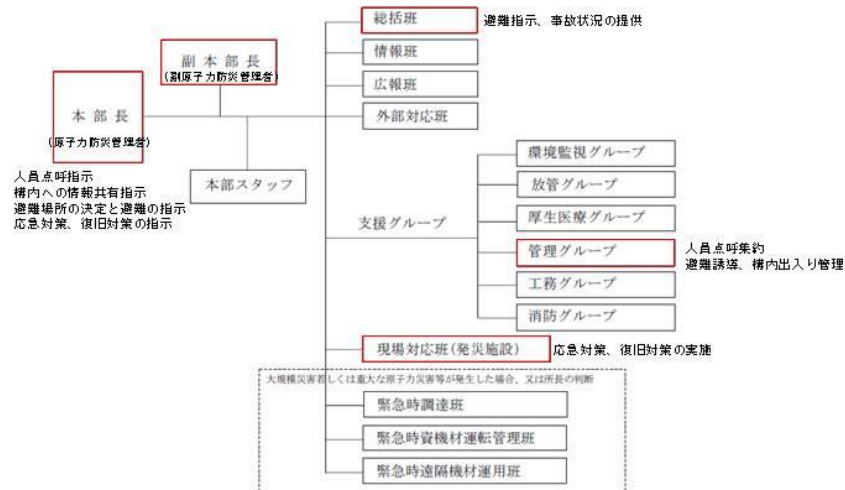 総括班
避難指示、事故状況の提供
情報班
広報班
外部対応班
副 本 部 長
(副原子力防災管理者)
本 部 長
(原子力防災管理者)
人員点呼指示
構内への情報共有指示
避難場所の決定と避難の指示
応急対策、復旧対策の指示
本部スタッフ
支援グループ
環境監視グループ
放管グループ
厚生医療グループ
管理グループ
人員点呼集約
避難誘導、構内出入り管理
工務グループ
消防グループ
現場対応班(発災施設)
応急対策、復旧対策の実施
大規模災害若しくは重大な原子力災害等が発生した場合、又は所長の判断
緊急時調達班
緊急時資機材運転管理班
緊急時遠隔機材運用班